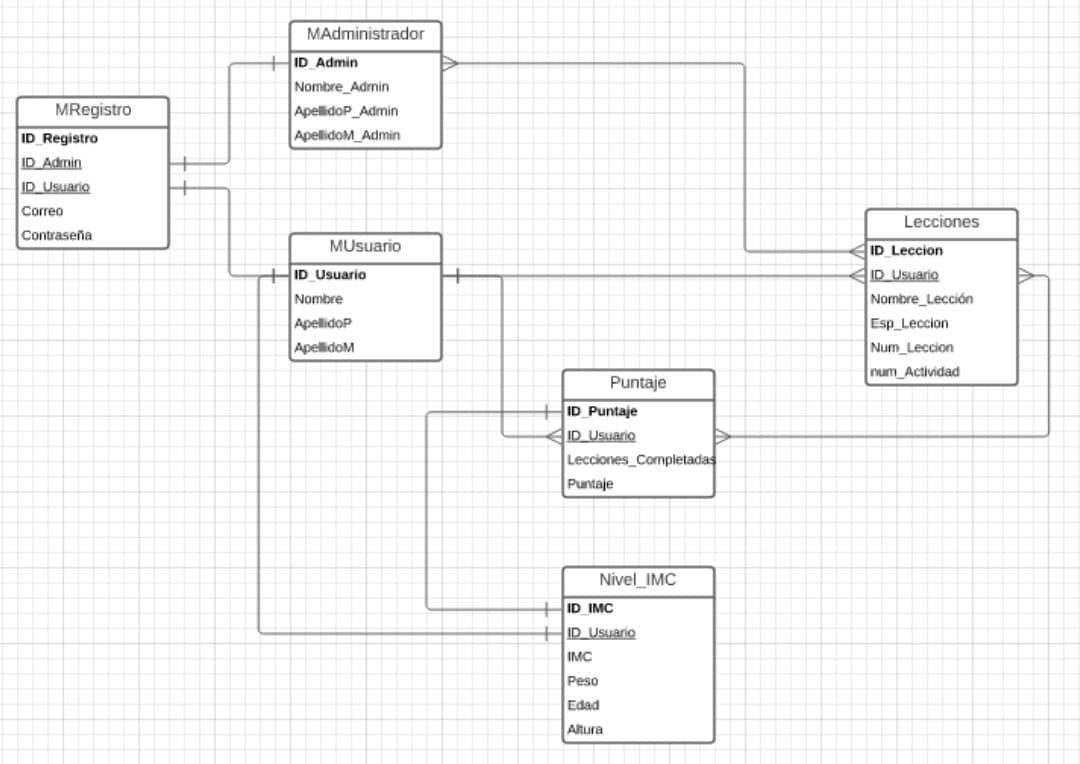 MAdministrador
ID_Admin
Nombre_Admin
ApellidoP_Admin
ApellidoM_Admin
MRegistro
ID_Registro
ID_Admin
ID_Usuario
Correo
Contraseña
MUsuario
ID_Usuario
Nombre
ApellidoP
ApellidoM
Lecciones
ID_Leccion
ID_Usuario
Nombre_Lección
Esp_Leccion
Num_Leccion
num_Actividad
Puntaje
ID_Puntaje
ID_Usuario
Lecciones_Completadas
Puntaje
Nivel_IMC
ID_IMC
ID_Usuario
IMC
Peso
Edad
Altura